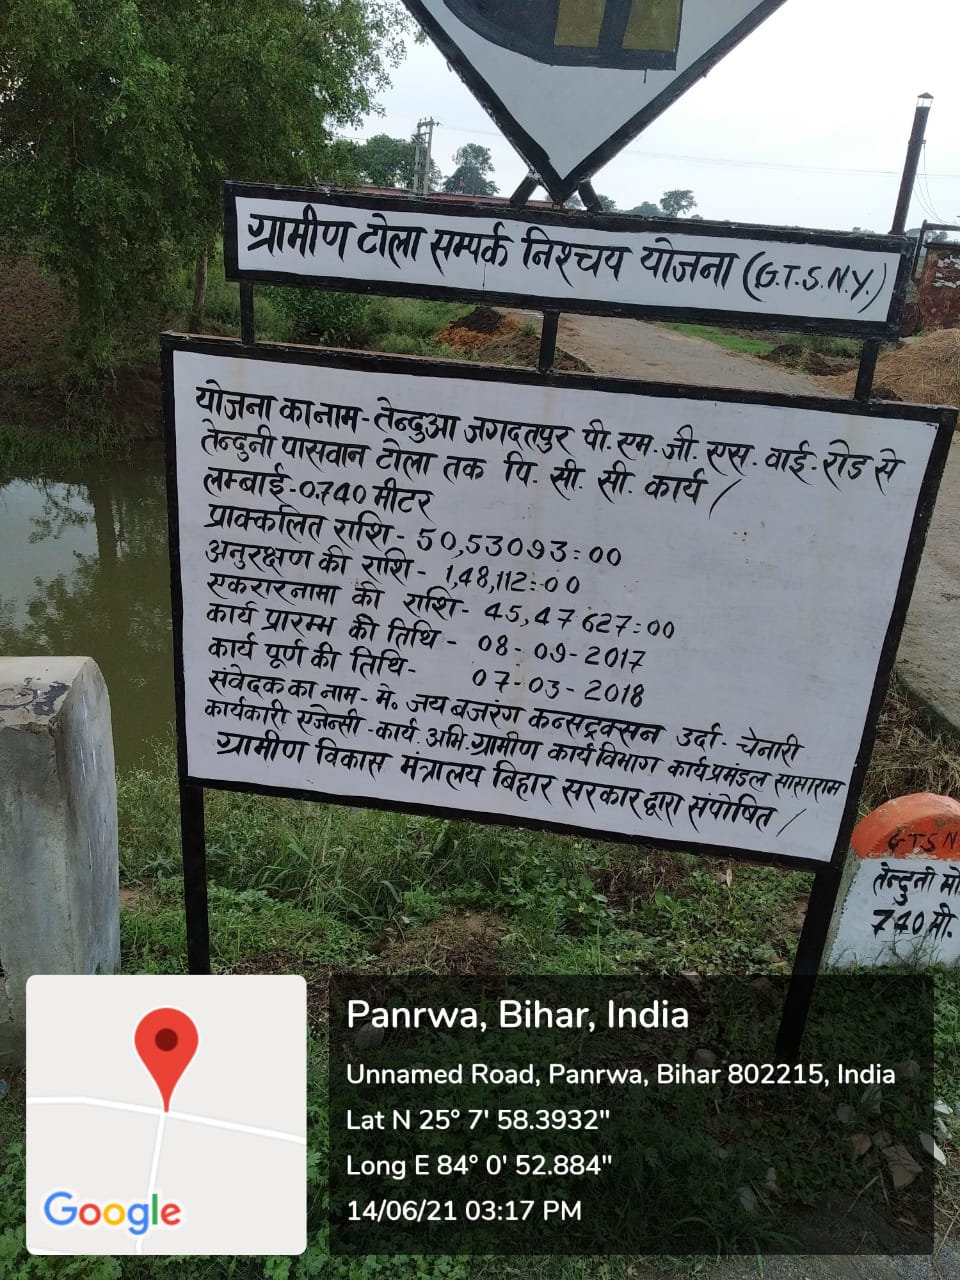 ग्रामीण टोला सम्पर्क निश्चय योजना (G.T.S.N.Y.)
योजना का नाम - तेन्दुआ जगदतपुर पी. एम. जी. एस. वाई. रोड से
तेन्दुनी पासवान टोला तक पि. सी. सी. कार्य /
लम्बाई - 0.740 मीटर
प्राक्कलित राशि - 50,53093=00
अनुरक्षण की राशि - 1,48,112=00
एकरारनामा की राशि - 45,47627=00
कार्य प्रारम्भ की तिथि - 08-09-2017
कार्य पूर्ण की तिथि - 07-03-2018
संवेदक का नाम - मे० जय बजरंग कन्सट्रक्सन उर्दा - चेनारी
कार्यकारी एजेन्सी - कार्य. अभि. ग्रामीण कार्य विभाग कार्य प्रमंडल सासाराम
ग्रामीण विकास मंत्रालय बिहार सरकार द्वारा संपोषित /
G T S N
तेन्दुनी मो
740 मी.
Panrwa, Bihar, India
Unnamed Road, Panrwa, Bihar 802215, India
Lat N 25° 7' 58.3932"
Long E 84° 0' 52.884"
14/06/21 03:17 PM
Google